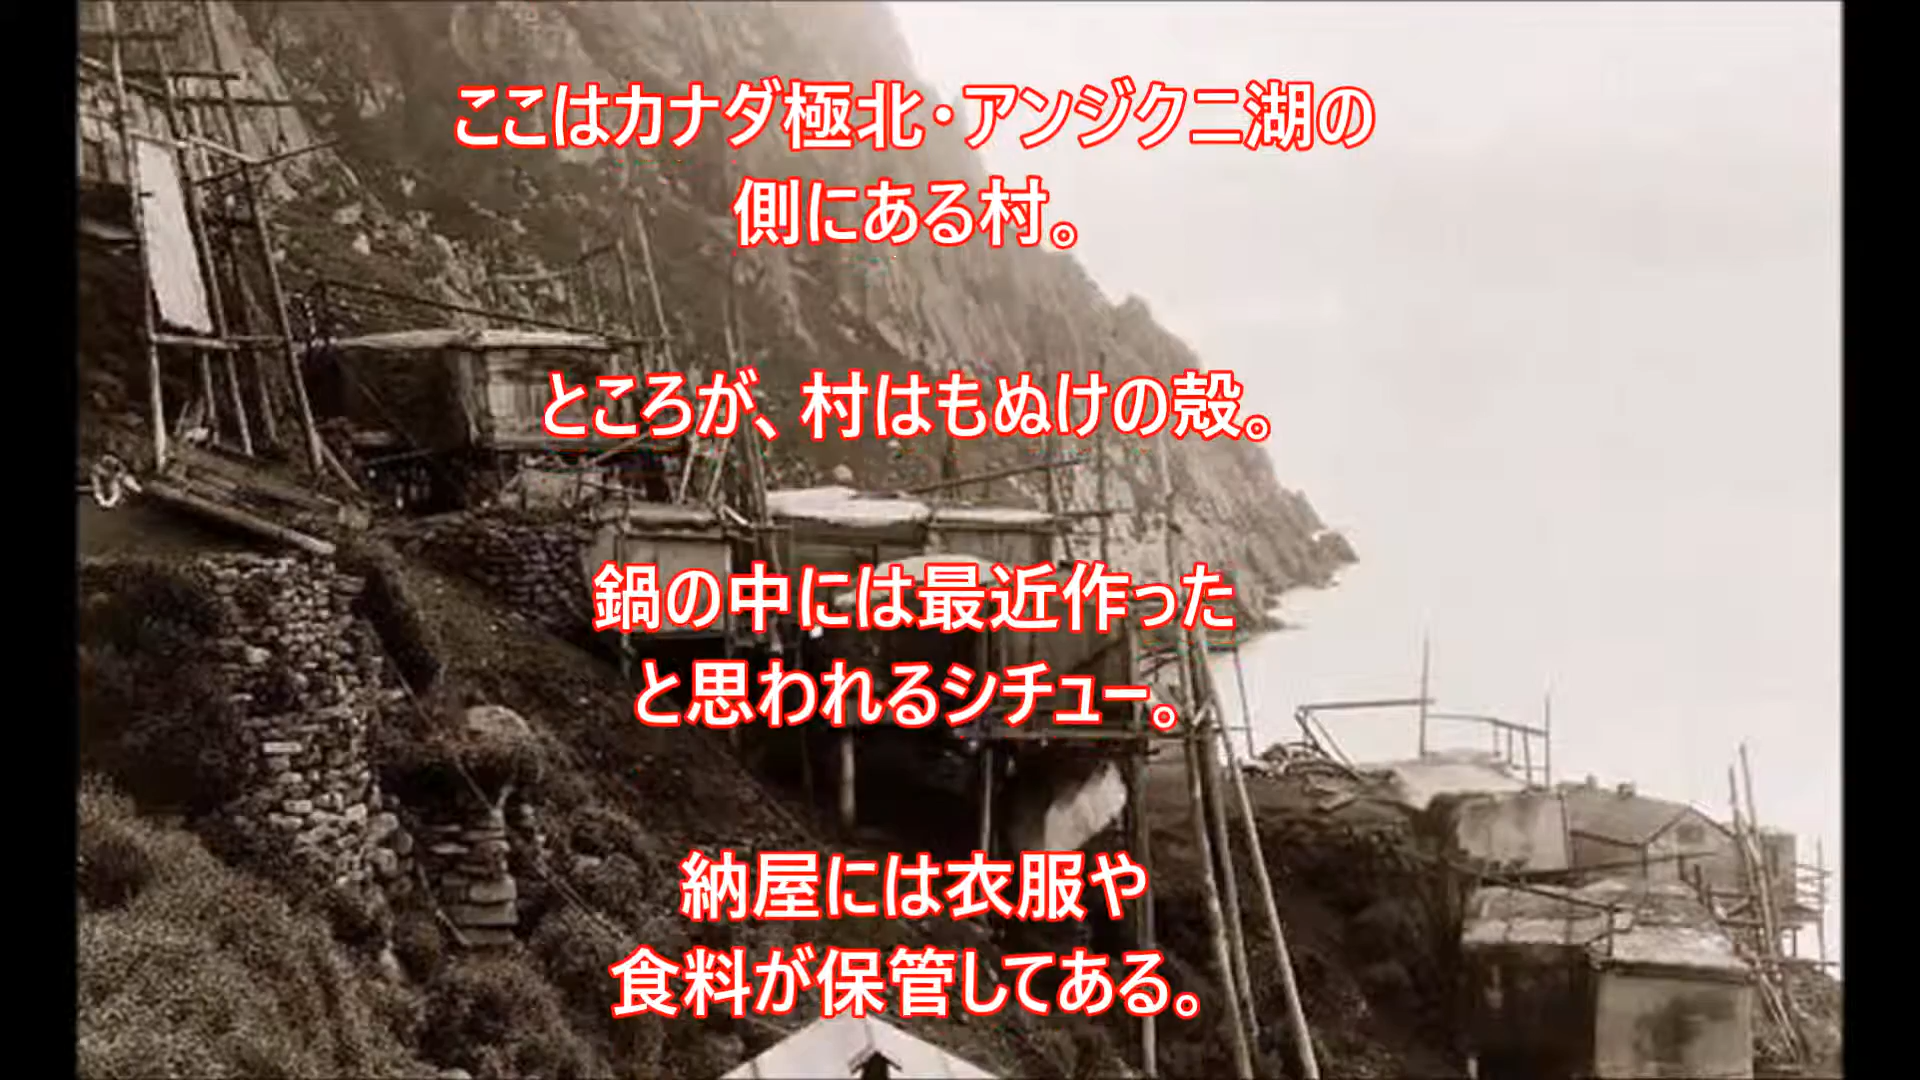 ここはカナダ極北・アンジクニ湖の
側にある村。
ところが、村はもぬけの殻。
鍋の中には最近作った
と思われるシチュー。
納屋には衣服や
食料が保管してある。